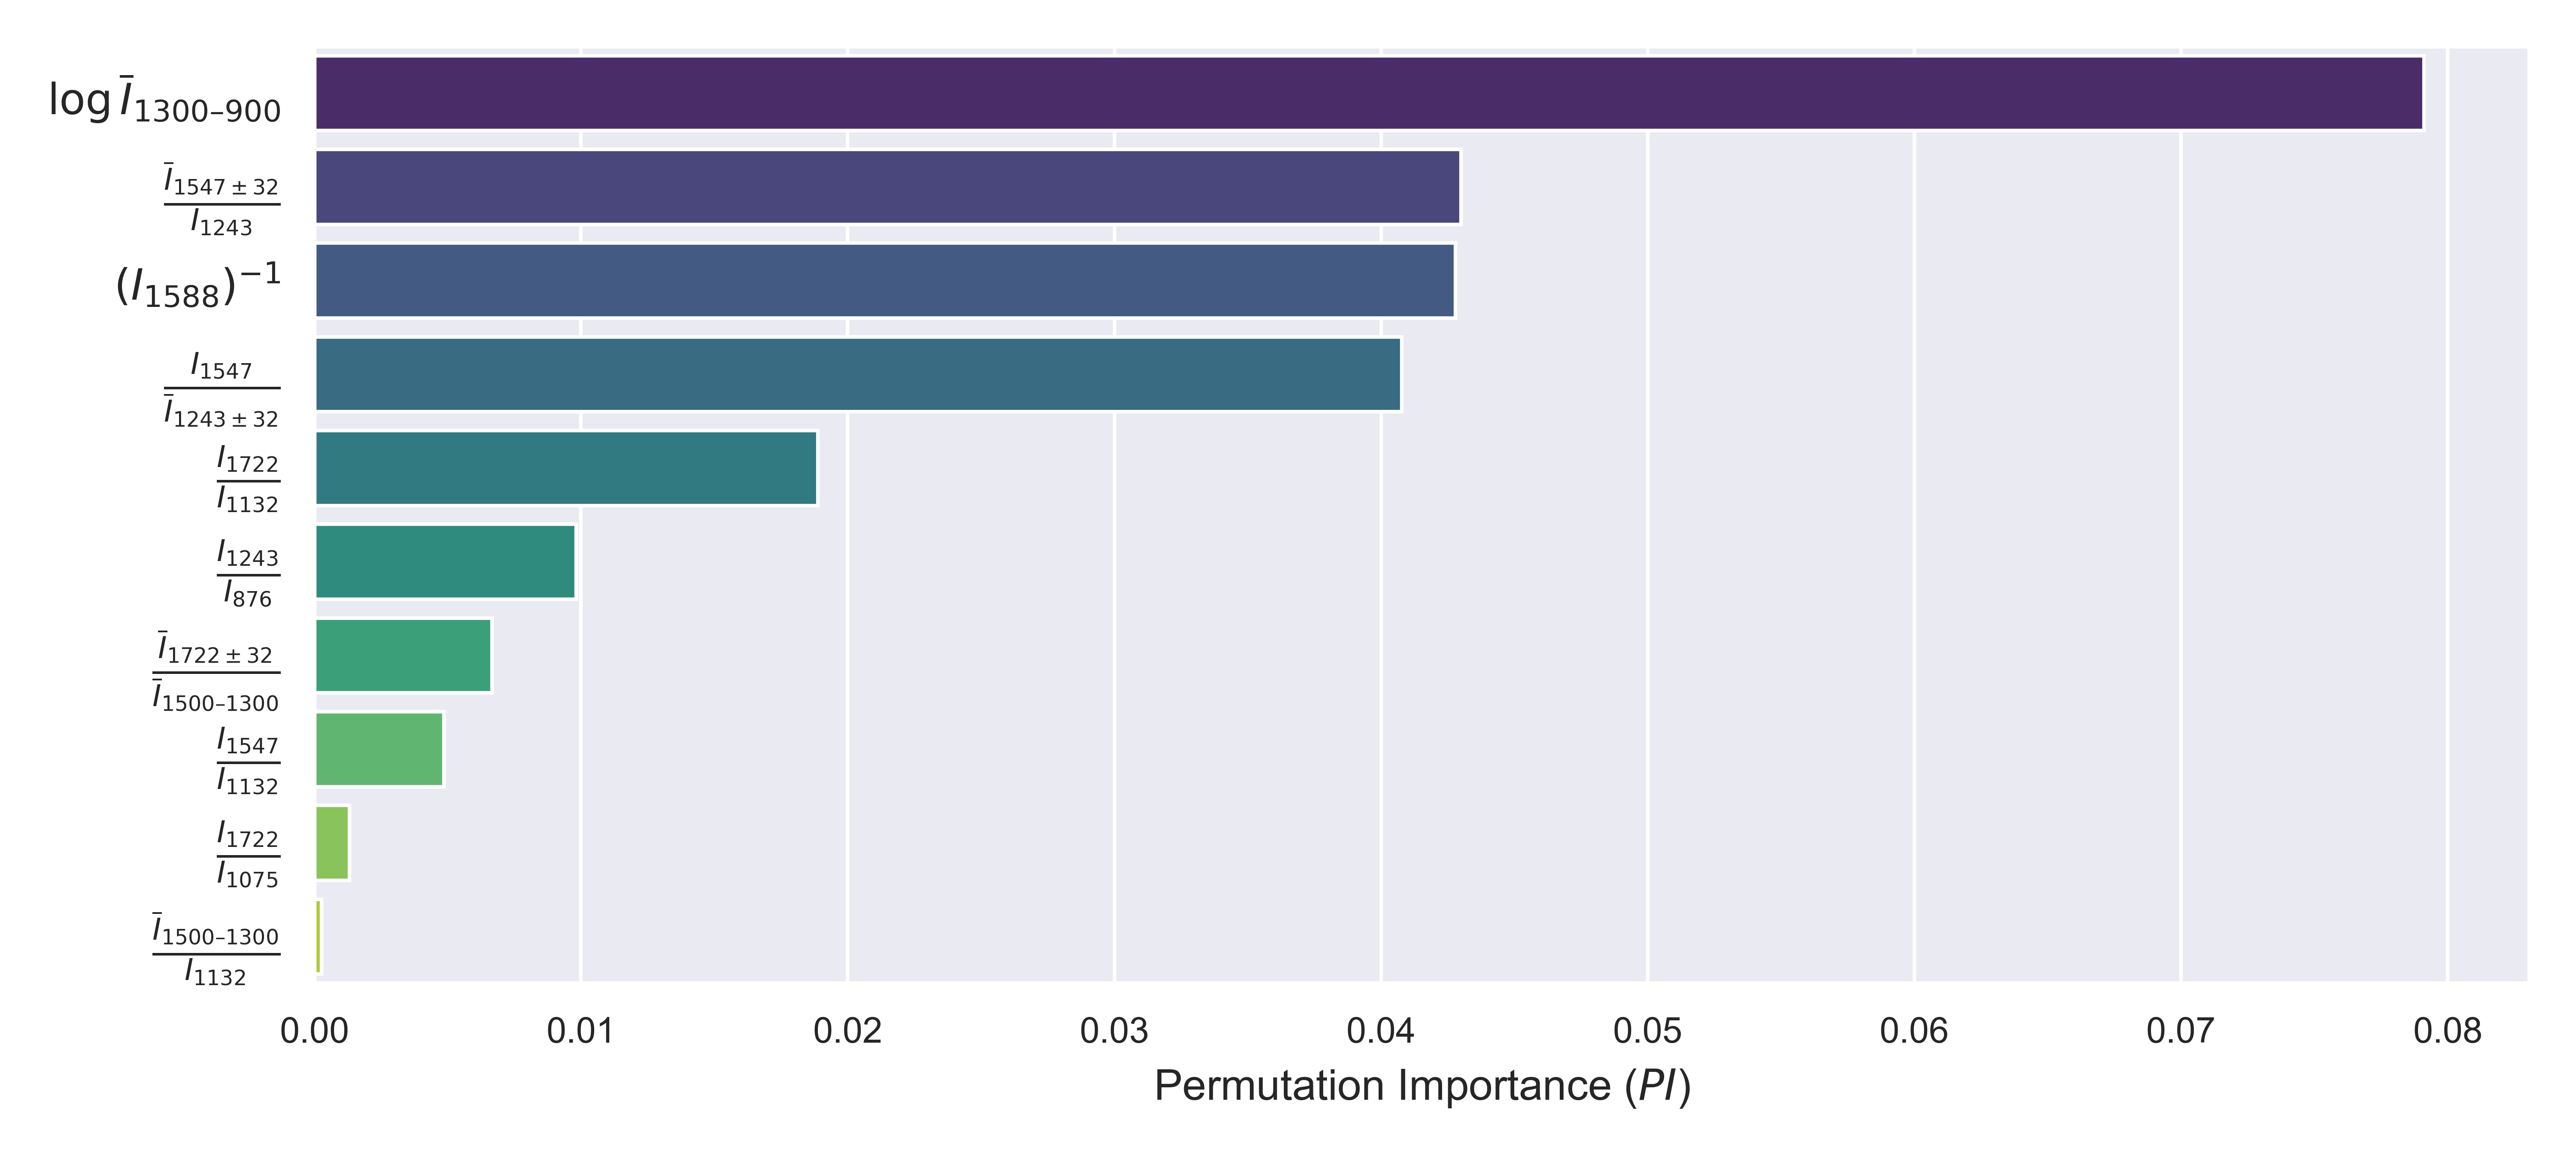 log Ī₁₃₀₀₋₉₀₀
Ī₁₅₄₇ ± ₃₂
I₁₂₄₃
(I₁₅₈₈)⁻¹
I₁₅₄₇
Ī₁₂₄₃ ± ₃₂
I₁₇₂₂
I₁₁₃₂
I₁₂₄₃
I₈₇₆
Ī₁₇₂₂ ± ₃₂
Ī₁₅₀₀₋₁₃₀₀
I₁₅₄₇
I₁₁₃₂
I₁₇₂₂
I₁₀₇₅
Ī₁₅₀₀₋₁₃₀₀
I₁₁₃₂
0.00 0.01 0.02 0.03 0.04 0.05 0.06 0.07 0.08
Permutation Importance (PI)